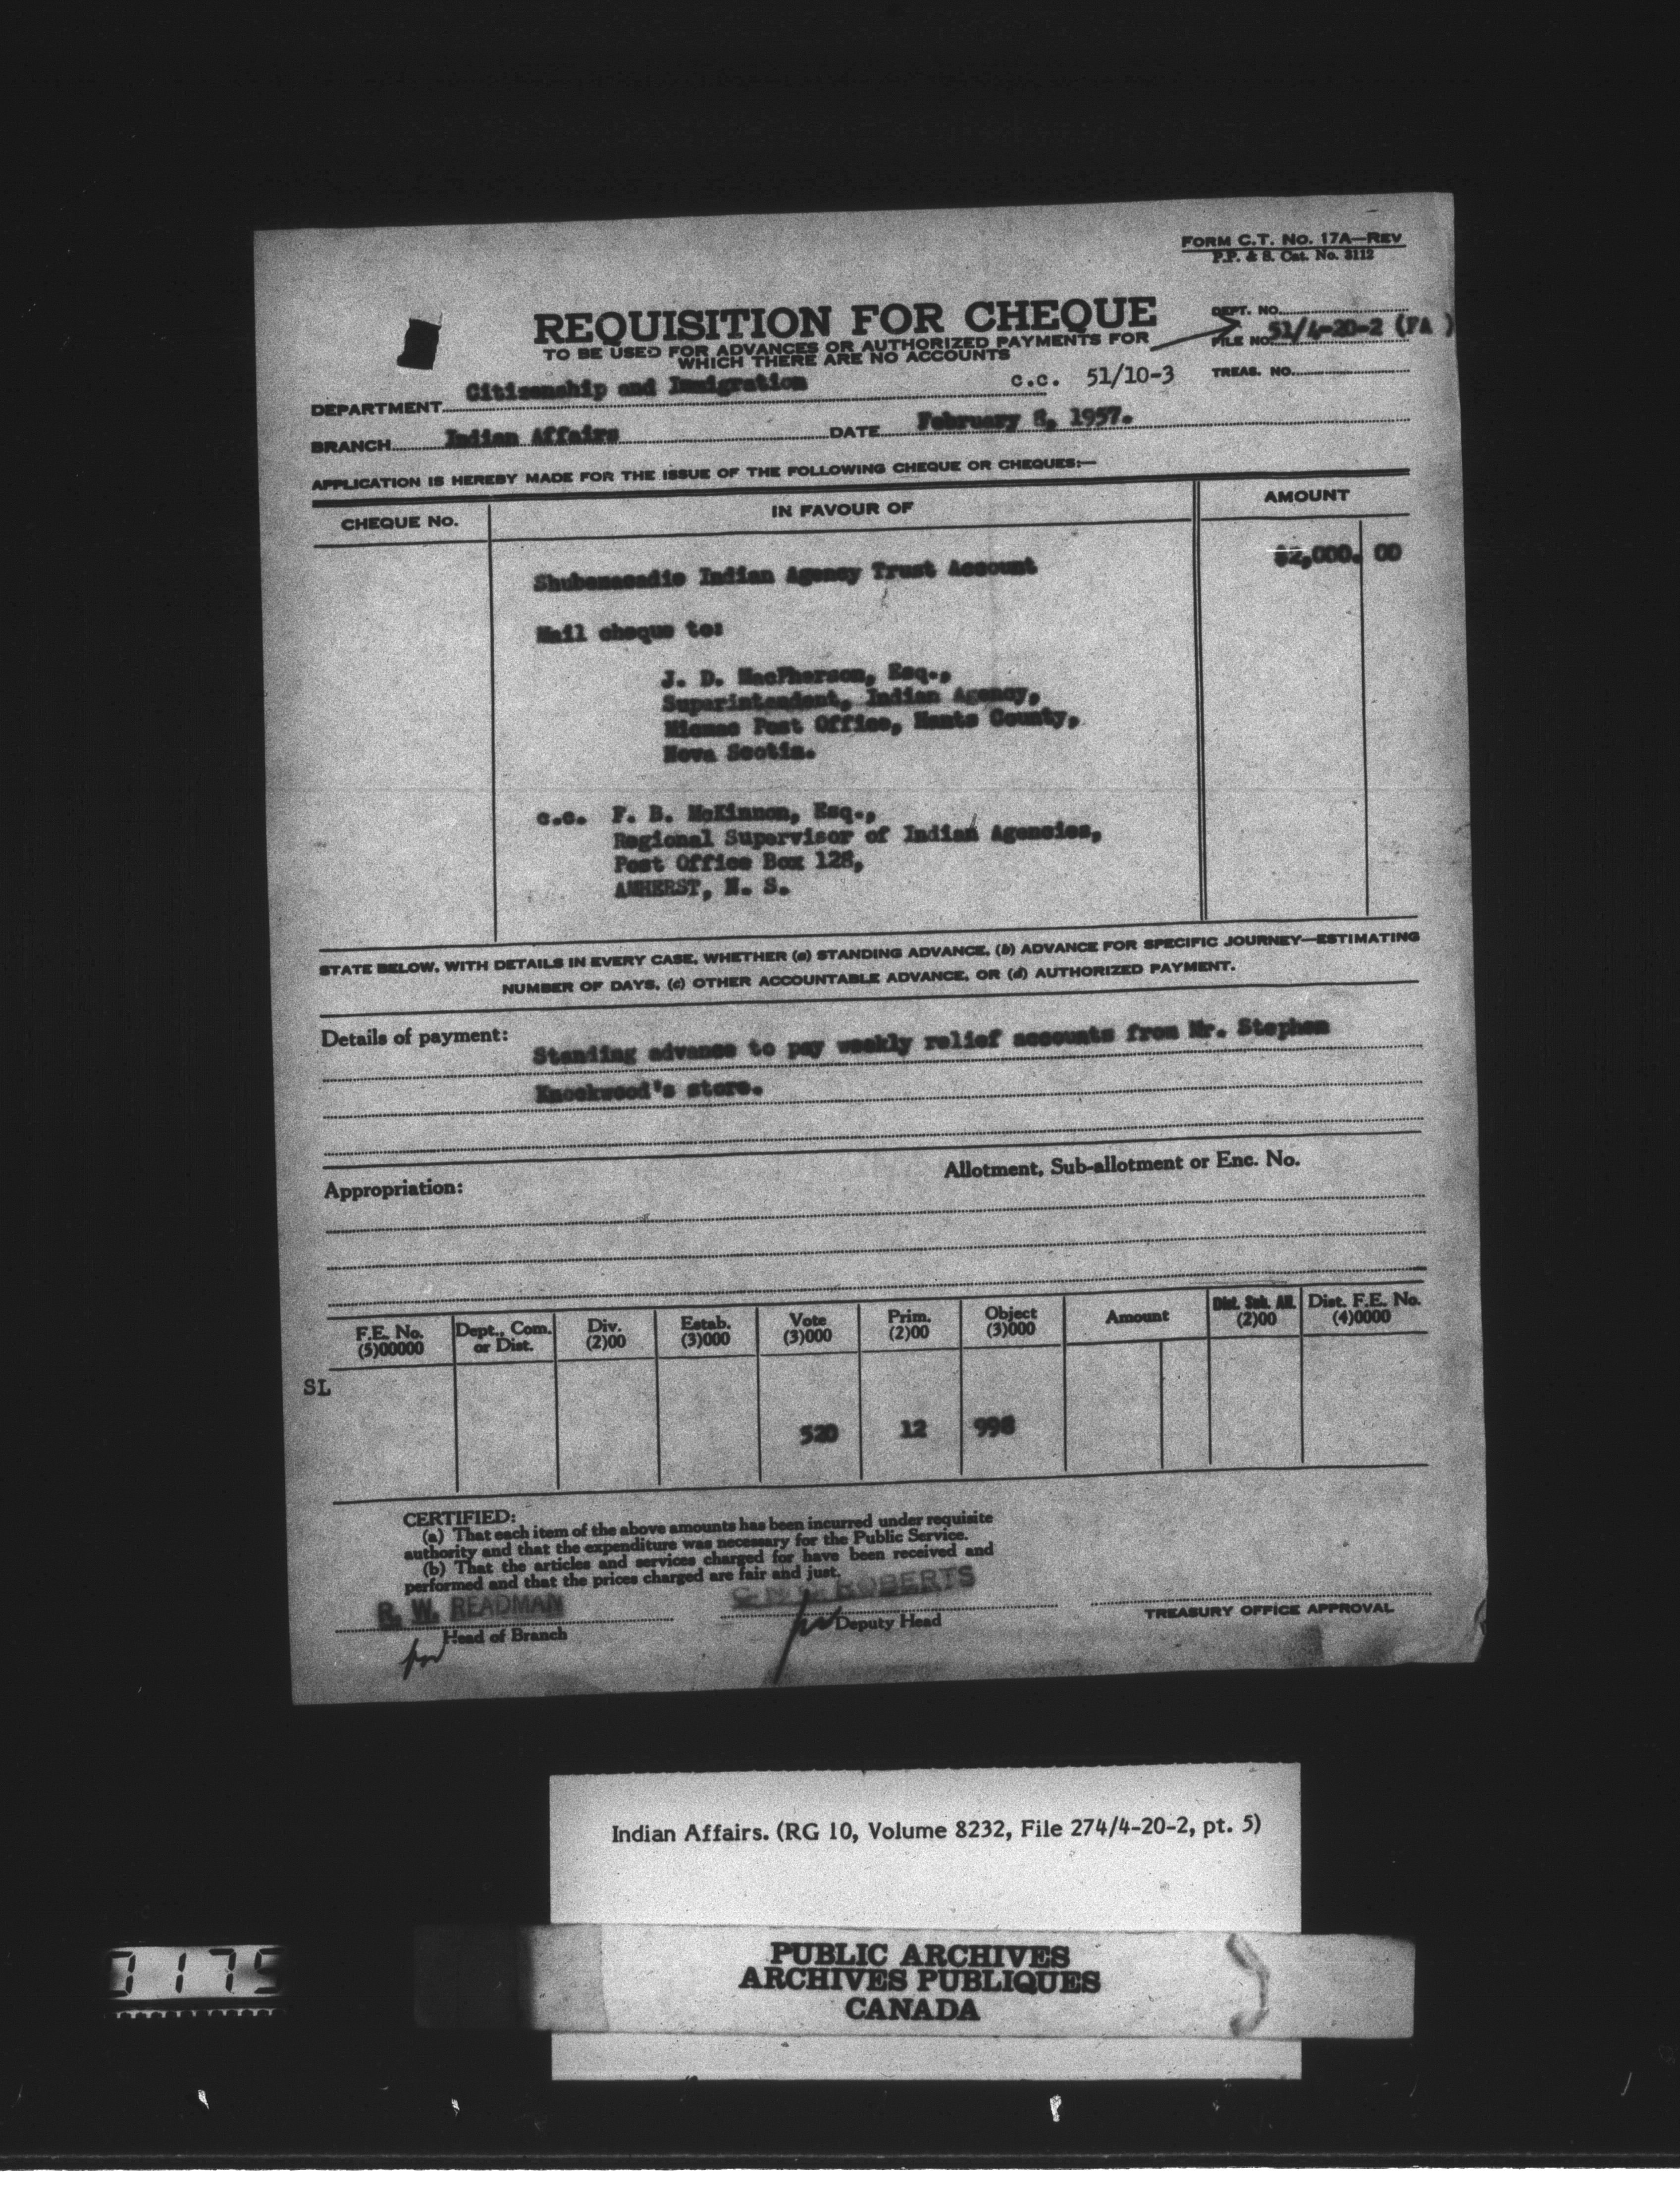 FORM C.T. No. 17A—REV
P.P. & S. Cat. No. 3112
REQUISITION FOR CHEQUE
TO BE USED FOR ADVANCES OR AUTHORIZED PAYMENTS FOR
WHICH THERE ARE NO ACCOUNTS
DEPT. NO.
FILE NO. 51/4-20-2 (FA )
TREAS. NO.
c.c. 51/10-3
DEPARTMENT Citizenship and Immigration
BRANCH Indian Affairs DATE February 8, 1957.
APPLICATION IS HEREBY MADE FOR THE ISSUE OF THE FOLLOWING CHEQUE OR CHEQUES:—
CHEQUE No. IN FAVOUR OF AMOUNT
Shubenacadie Indian Agency Trust Account $2,000. 00
Mail cheque to:
J. D. MacPherson, Esq.,
Superintendent, Indian Agency,
Micmac Post Office, Hants County,
Nova Scotia.
c.c. F. B. McKinnon, Esq.,
Regional Supervisor of Indian Agencies,
Post Office Box 128,
AMHERST, N. S.
STATE BELOW, WITH DETAILS IN EVERY CASE, WHETHER (a) STANDING ADVANCE, (b) ADVANCE FOR SPECIFIC JOURNEY—ESTIMATING
NUMBER OF DAYS, (c) OTHER ACCOUNTABLE ADVANCE, OR (d) AUTHORIZED PAYMENT.
Details of payment:
Standing advance to pay weekly relief accounts from Mr. Stephen
Knockwood's store.
Allotment, Sub-allotment or Enc. No.
Appropriation:
F.E. No. Dept., Com. Div. Estab. Vote Prim. Object Amount Dist. Sub. All. Dist. F.E. No.
(5)00000 or Dist. (2)00 (3)000 (3)000 (2)00 (3)000 (2)00 (4)0000
SL
520 12 998
CERTIFIED:
(a) That each item of the above amounts has been incurred under requisite
authority and that the expenditure was necessary for the Public Service.
(b) That the articles and services charged for have been received and
performed and that the prices charged are fair and just.
R. W. READMAN ROBERTS
for Head of Branch Deputy Head TREASURY OFFICE APPROVAL
Indian Affairs. (RG 10, Volume 8232, File 274/4-20-2, pt. 5)
PUBLIC ARCHIVES
ARCHIVES PUBLIQUES
CANADA
0175